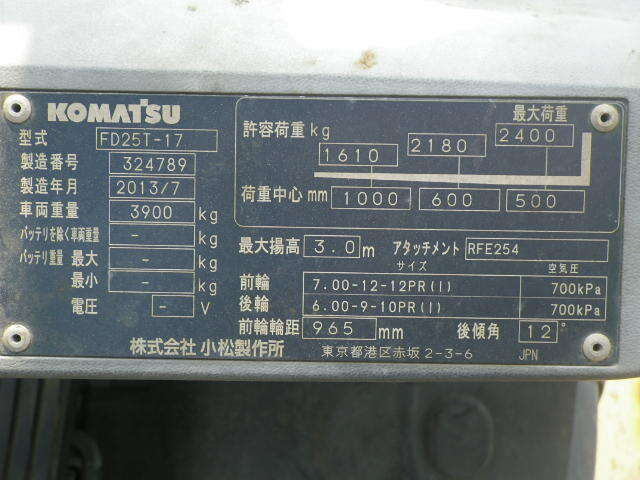 KOMATSU
型式 FD25T-17
製造番号 324789
製造年月 2013/7
車両重量 3900 kg
バッテリを除く車両重量 - kg
バッテリ重量 最大 - kg
最小 - kg
電圧 - V
最大荷重
許容荷重 kg 1610 2180 2400
荷重中心 mm 1000 600 500
最大揚高 3.0 m アタッチメント RFE254
サイズ 空気圧
前輪 7.00-12-12PR(I) 700kPa
後輪 6.00-9-10PR(I) 700kPa
前輪輪距 965 mm 後傾角 12°
株式会社 小松製作所 東京都港区赤坂 2-3-6 JPN